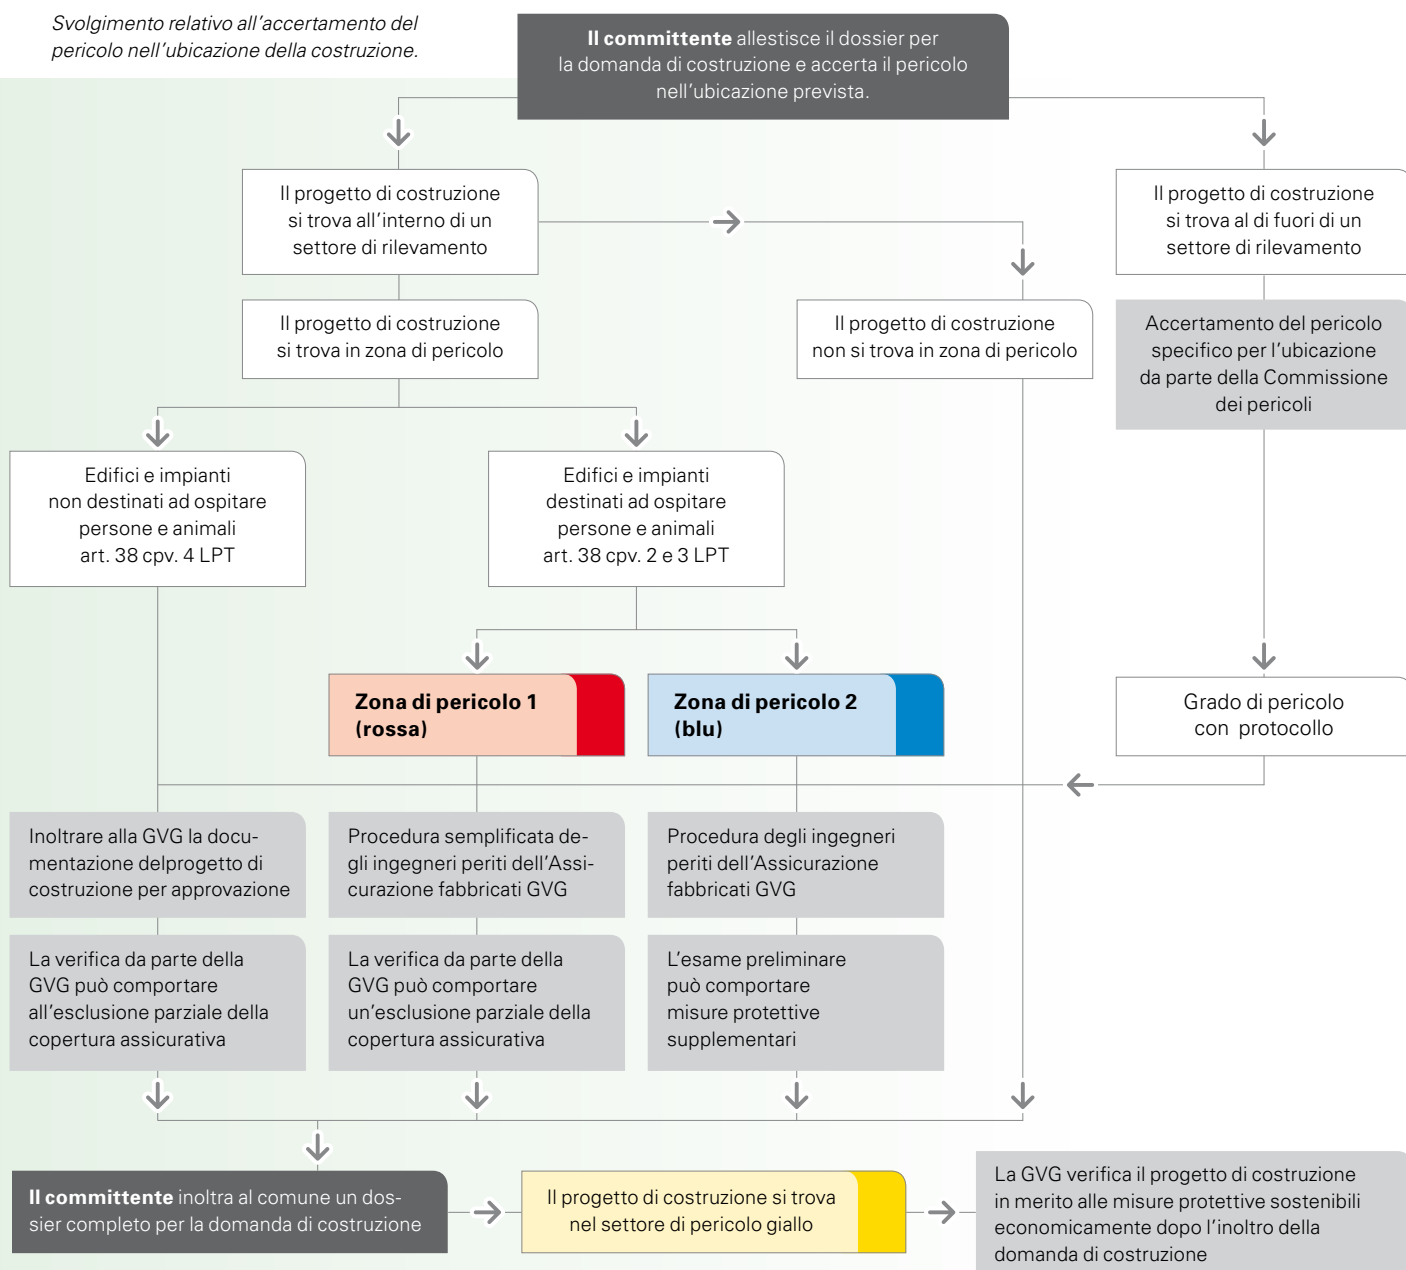 Svolgimento relativo all'accertamento del
pericolo nell'ubicazione della costruzione.
Il committente allestisce il dossier per
la domanda di costruzione e accerta il pericolo
nell'ubicazione prevista.
Il progetto di costruzione
si trova all'interno di un
settore di rilevamento
Il progetto di costruzione
si trova al di fuori di un
settore di rilevamento
Il progetto di costruzione
si trova in zona di pericolo
Il progetto di costruzione
non si trova in zona di pericolo
Accertamento del pericolo
specifico per l'ubicazione
da parte della Commissione
dei pericoli
Edifici e impianti
non destinati ad ospitare
persone e animali
art. 38 cpv. 4 LPT
Edifici e impianti
destinati ad ospitare
persone e animali
art. 38 cpv. 2 e 3 LPT
Zona di pericolo 1
(rossa)
Zona di pericolo 2
(blu)
Grado di pericolo
con protocollo
Inoltrare alla GVG la docu-
mentazione delprogetto di
costruzione per approvazione
Procedura semplificata de-
gli ingegneri periti dell'Assi-
curazione fabbricati GVG
Procedura degli ingegneri
periti dell'Assicurazione
fabbricati GVG
La verifica da parte della
GVG può comportare
all'esclusione parziale della
copertura assicurativa
La verifica da parte della
GVG può comportare
un'esclusione parziale della
copertura assicurativa
L'esame preliminare
può comportare
misure protettive
supplementari
Il committente inoltra al comune un dos-
sier completo per la domanda di costruzione
Il progetto di costruzione si trova
nel settore di pericolo giallo
La GVG verifica il progetto di costruzione
in merito alle misure protettive sostenibili
economicamente dopo l'inoltro della
domanda di costruzione